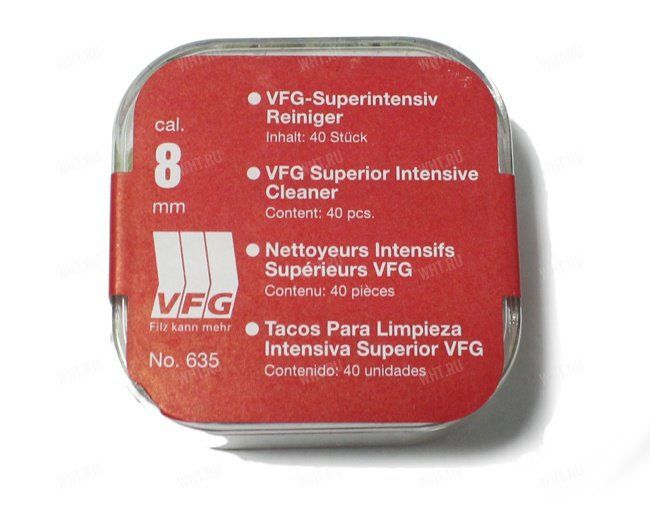 cal.
8
mm
VFG
Filz kann mehr
No. 635
VFG-Superintensiv
Reiniger
Inhalt: 40 Stück
VFG Superior Intensive
Cleaner
Content: 40 pcs.
Nettoyeurs Intensifs
Supérieurs VFG
Contenu: 40 pièces
Tacos Para Limpieza
Intensiva Superior VFG
Contenido: 40 unidades
WHT.RU